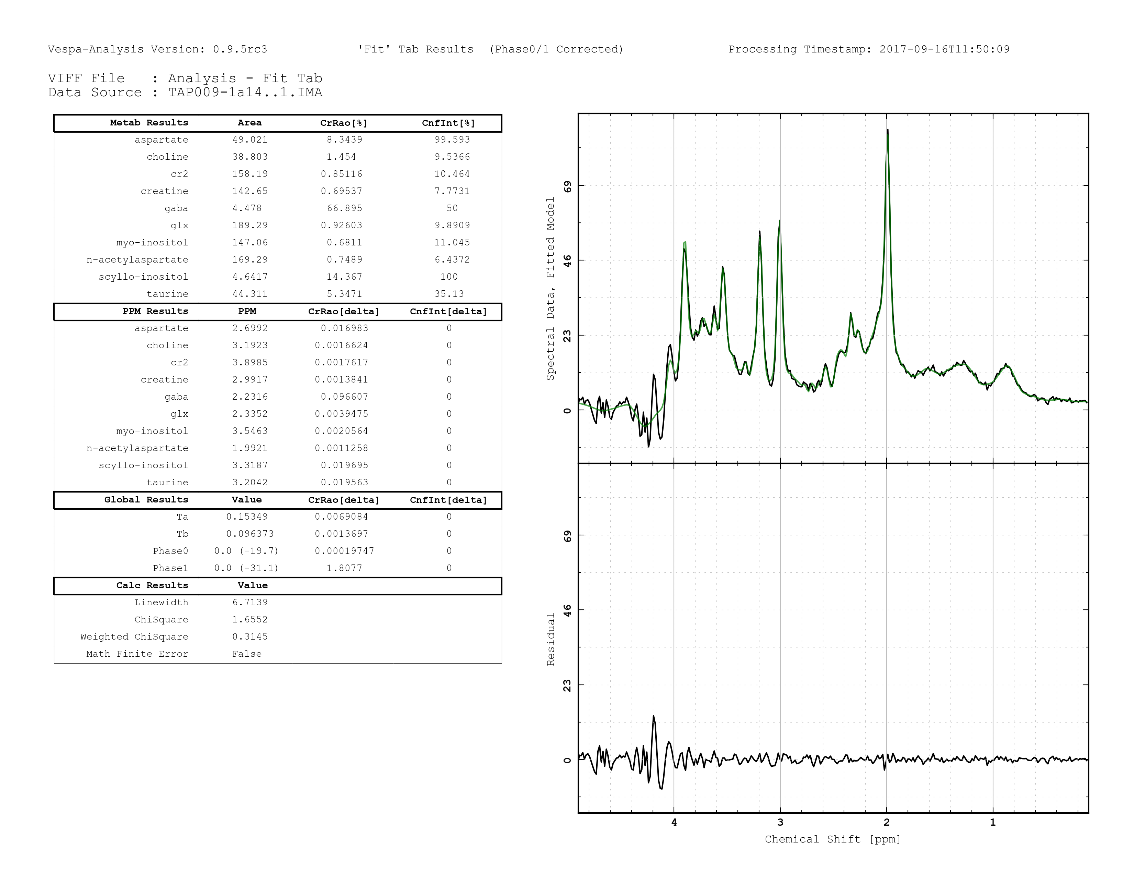 Vespa-Analysis Version: 0.9.5rc3 'Fit' Tab Results (Phase0/1 Corrected) Processing Timestamp: 2017-09-16T11:50:09
VIFF File : Analysis - Fit Tab
Data Source : TAP009-1a14..1.IMA
Metab Results Area CrRao[%] CnfInt[%]
aspartate 49.021 8.3439 99.593
choline 38.803 1.454 9.5366
cr2 158.19 0.85116 10.464
creatine 142.65 0.69537 7.7731
gaba 4.478 66.895 50
glx 189.29 0.92603 9.8909
myo-inositol 147.06 0.6811 11.045
n-acetylaspartate 169.29 0.7489 6.4372
scyllo-inositol 4.6417 14.367 100
taurine 44.311 5.3471 35.13
PPM Results PPM CrRao[delta] CnfInt[delta]
aspartate 2.6992 0.016983 0
choline 3.1923 0.0016624 0
cr2 3.8985 0.0017617 0
creatine 2.9917 0.0013841 0
gaba 2.2316 0.096607 0
glx 2.3352 0.0039475 0
myo-inositol 3.5463 0.0020564 0
n-acetylaspartate 1.9921 0.0011258 0
scyllo-inositol 3.3187 0.019695 0
taurine 3.2042 0.019563 0
Global Results Value CrRao[delta] CnfInt[delta]
Ta 0.15349 0.0069084 0
Tb 0.096373 0.0013697 0
Phase0 0.0 (-19.7) 0.00019747 0
Phase1 0.0 (-31.1) 1.8077 0
Calc Results Value
Linewidth 6.7139
ChiSquare 1.6552
Weighted ChiSquare 0.3145
Math Finite Error False
Spectral Data, Fitted Model
69
46
23
0
Residual
69
46
23
0
4 3 2 1
Chemical Shift [ppm]